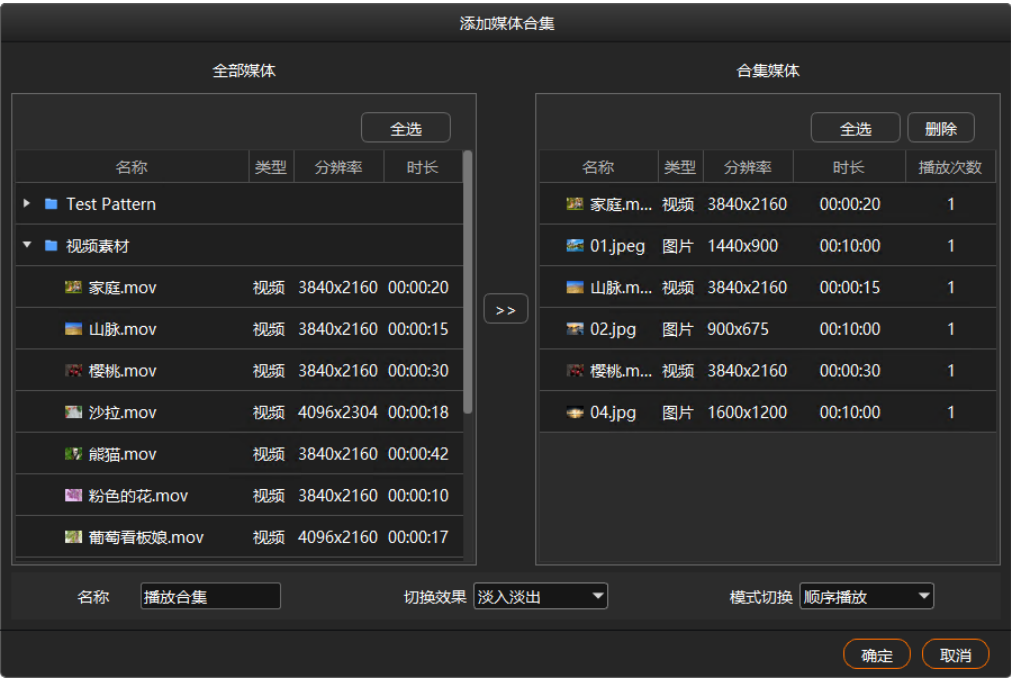 添加媒体合集
全部媒体
合集媒体
全选
全选 删除
名称 类型 分辨率 时长
名称 类型 分辨率 时长 播放次数
Test Pattern
视频素材
家庭.mov 视频 3840x2160 00:00:20
山脉.mov 视频 3840x2160 00:00:15
樱桃.mov 视频 3840x2160 00:00:30
沙拉.mov 视频 4096x2304 00:00:18
熊猫.mov 视频 3840x2160 00:00:42
粉色的花.mov 视频 3840x2160 00:00:10
葡萄看板娘.mov 视频 4096x2160 00:00:17
>>
家庭.m... 视频 3840x2160 00:00:20 1
01.jpeg 图片 1440x900 00:10:00 1
山脉.m... 视频 3840x2160 00:00:15 1
02.jpg 图片 900x675 00:10:00 1
樱桃.m... 视频 3840x2160 00:00:30 1
04.jpg 图片 1600x1200 00:10:00 1
名称 播放合集 切换效果 淡入淡出 模式切换 顺序播放
确定 取消